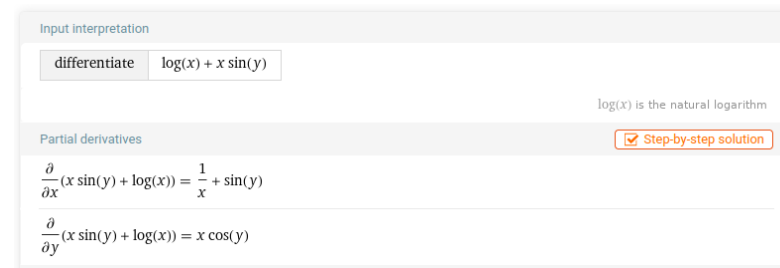 Input interpretation
differentiate log(x) + x sin(y)
log(x) is the natural logarithm
Partial derivatives Step-by-step solution
∂/∂x (x sin(y) + log(x)) = 1/x + sin(y)
∂/∂y (x sin(y) + log(x)) = x cos(y)